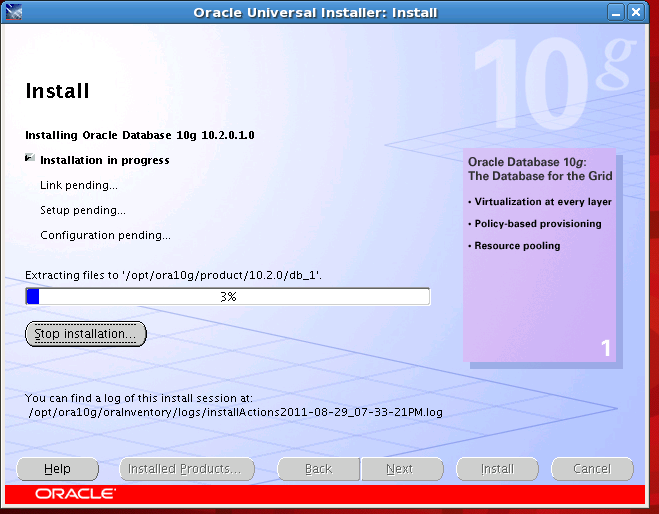 Oracle Universal Installer: Install
10g
Install
Installing Oracle Database 10g 10.2.0.1.0
Installation in progress
Link pending...
Setup pending...
Configuration pending...
Extracting files to '/opt/ora10g/product/10.2.0/db_1'.
3%
Stop installation...
Oracle Database 10g:
The Database for the Grid
• Virtualization at every layer
• Policy-based provisioning
• Resource pooling
1
You can find a log of this install session at:
/opt/ora10g/oraInventory/logs/installActions2011-08-29_07-33-21PM.log
Help
Installed Products...
Back
Next
Install
Cancel
ORACLE